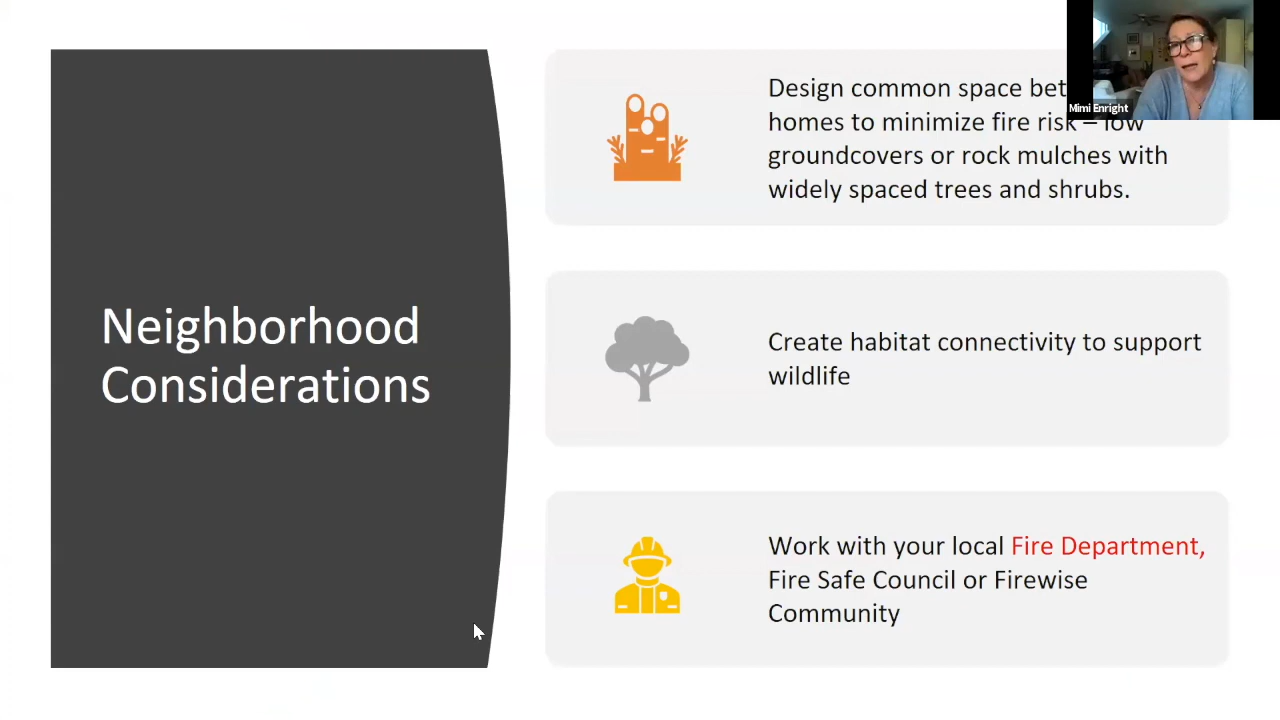 Neighborhood
Considerations
Design common space
homes to minimize fire risk – low
groundcovers or rock mulches with
widely spaced trees and shrubs.
Create habitat connectivity to support
wildlife
Work with your local Fire Department,
Fire Safe Council or Firewise
Community
Mimi Enright